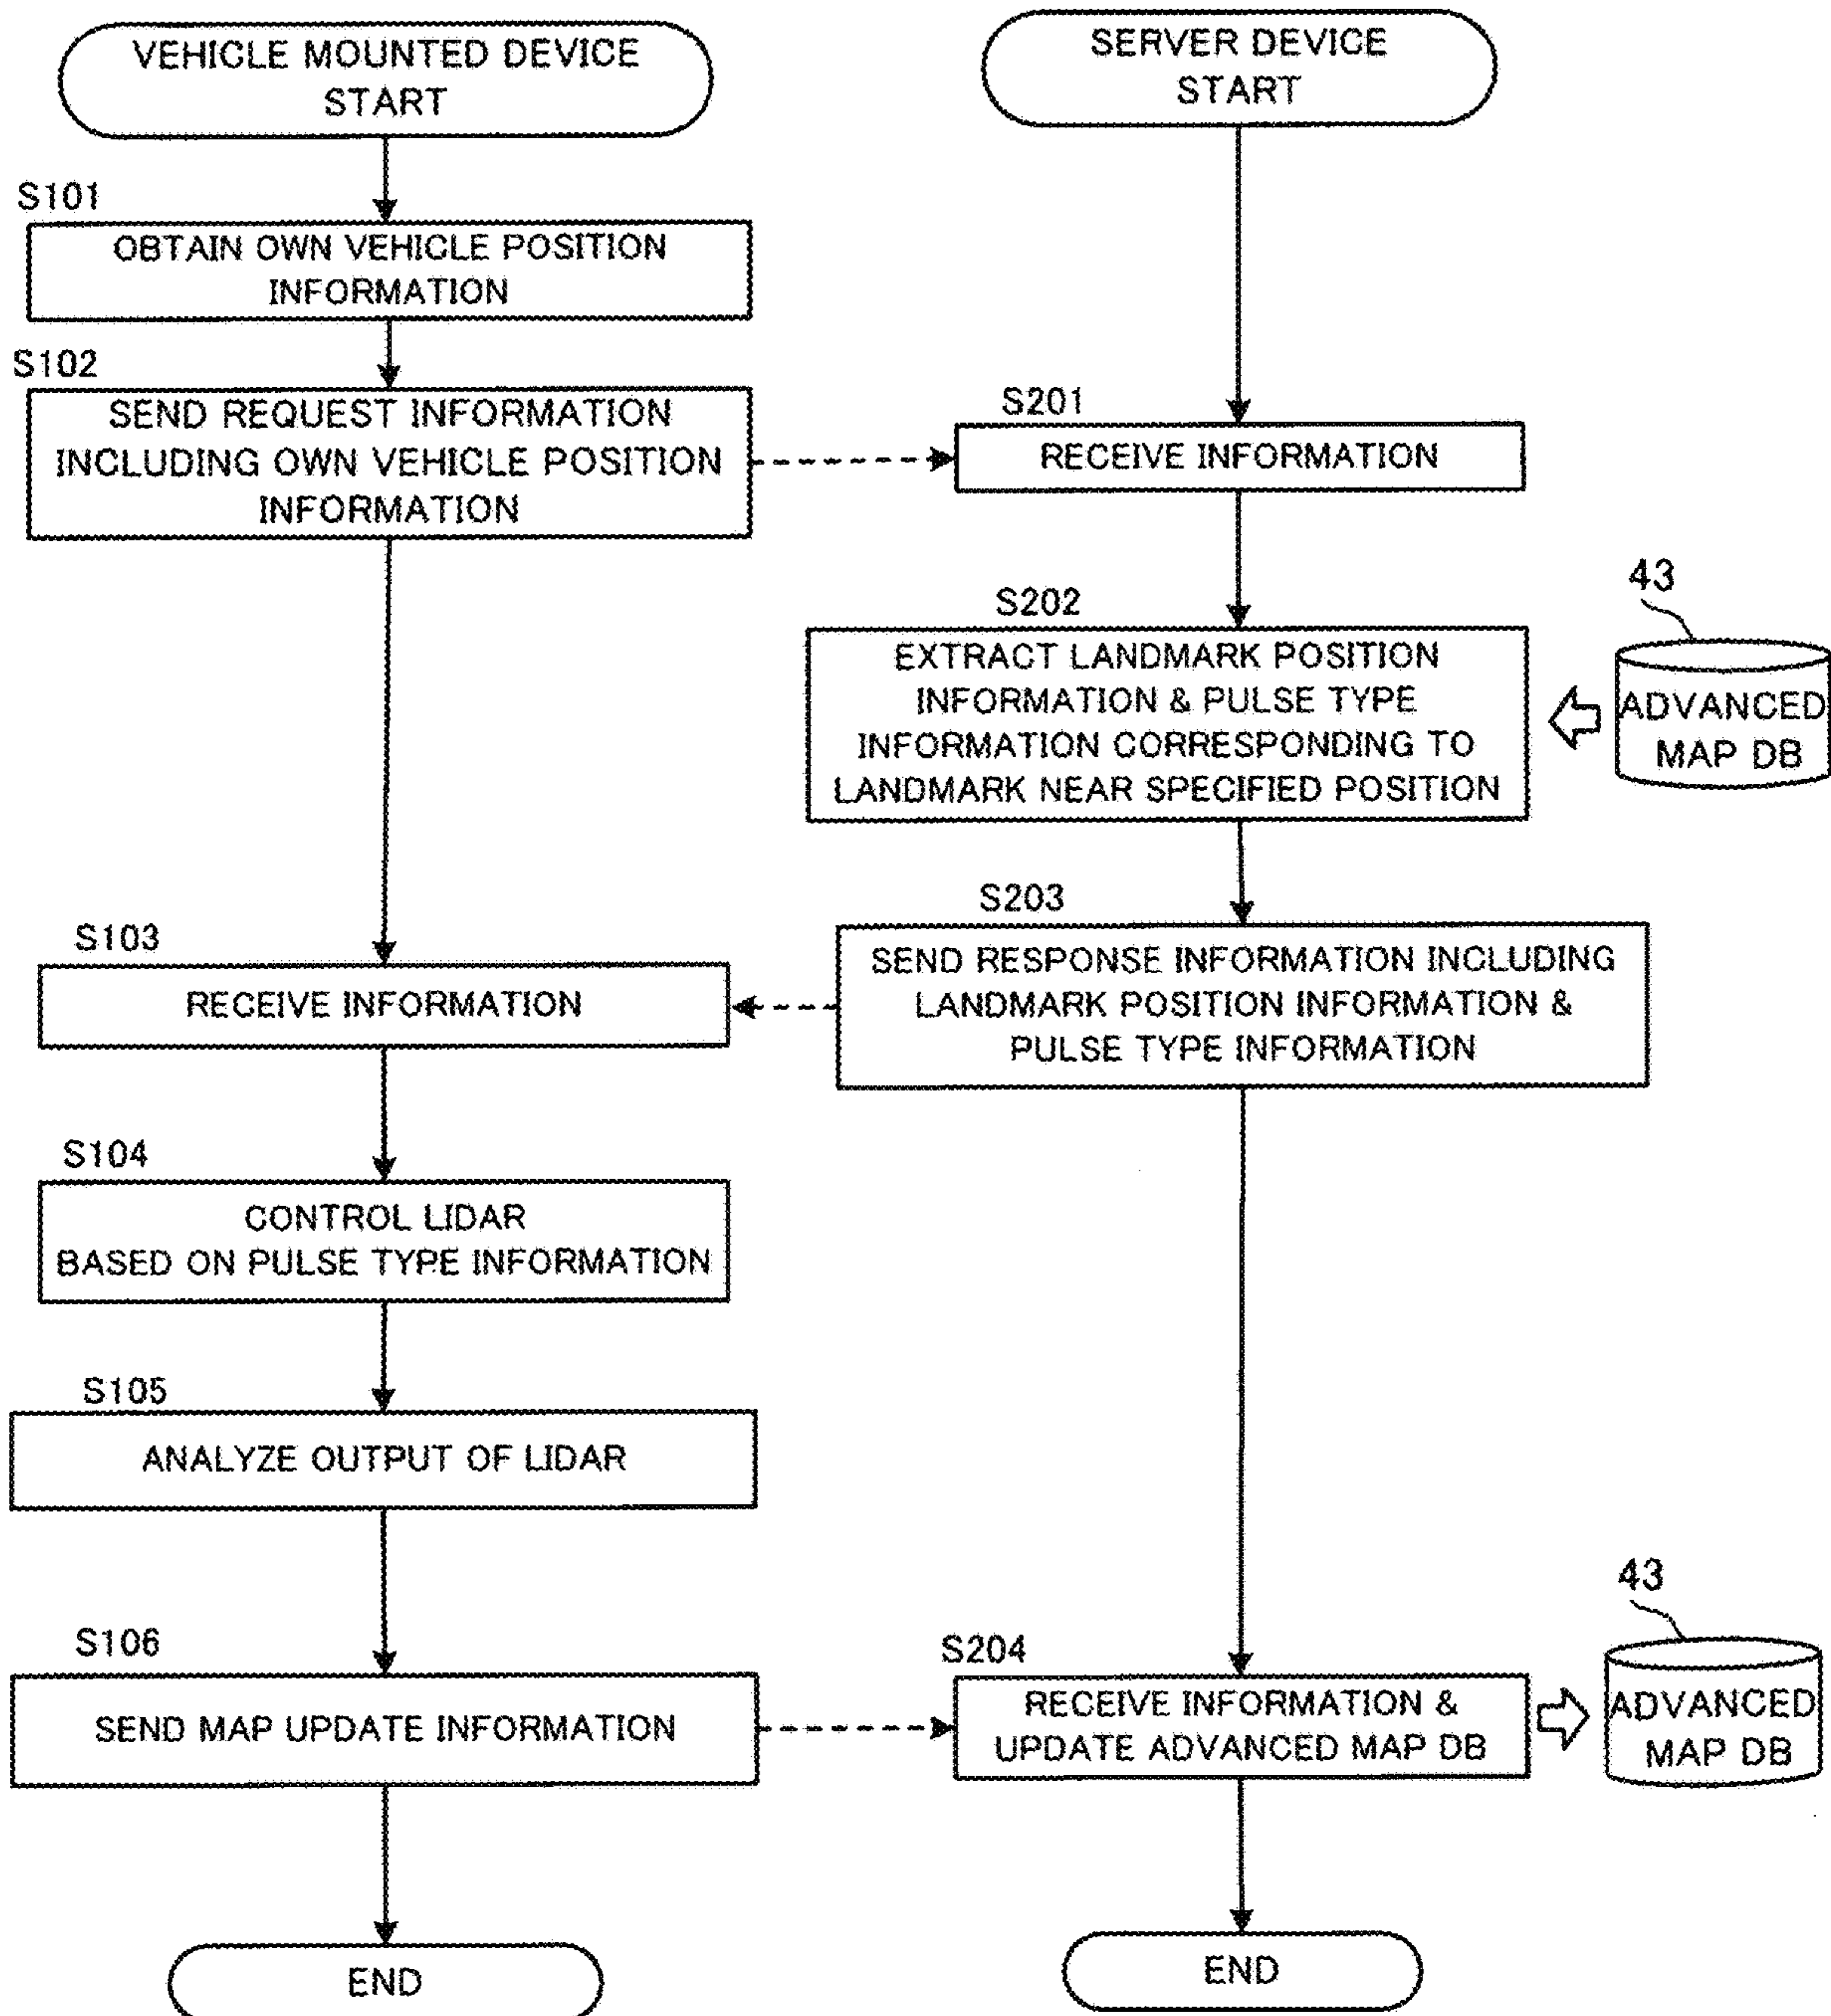 VEHICLE MOUNTED DEVICE
START
S101
OBTAIN OWN VEHICLE POSITION
INFORMATION
S102
SEND REQUEST INFORMATION
INCLUDING OWN VEHICLE POSITION
INFORMATION
S103
RECEIVE INFORMATION
S104
CONTROL LIDAR
BASED ON PULSE TYPE INFORMATION
S105
ANALYZE OUTPUT OF LIDAR
S106
SEND MAP UPDATE INFORMATION
END
SERVER DEVICE
START
S201
RECEIVE INFORMATION
S202
EXTRACT LANDMARK POSITION
INFORMATION & PULSE TYPE
INFORMATION CORRESPONDING TO
LANDMARK NEAR SPECIFIED POSITION
43
ADVANCED
MAP DB
S203
SEND RESPONSE INFORMATION INCLUDING
LANDMARK POSITION INFORMATION &
PULSE TYPE INFORMATION
S204
RECEIVE INFORMATION &
UPDATE ADVANCED MAP DB
43
ADVANCED
MAP DB
END